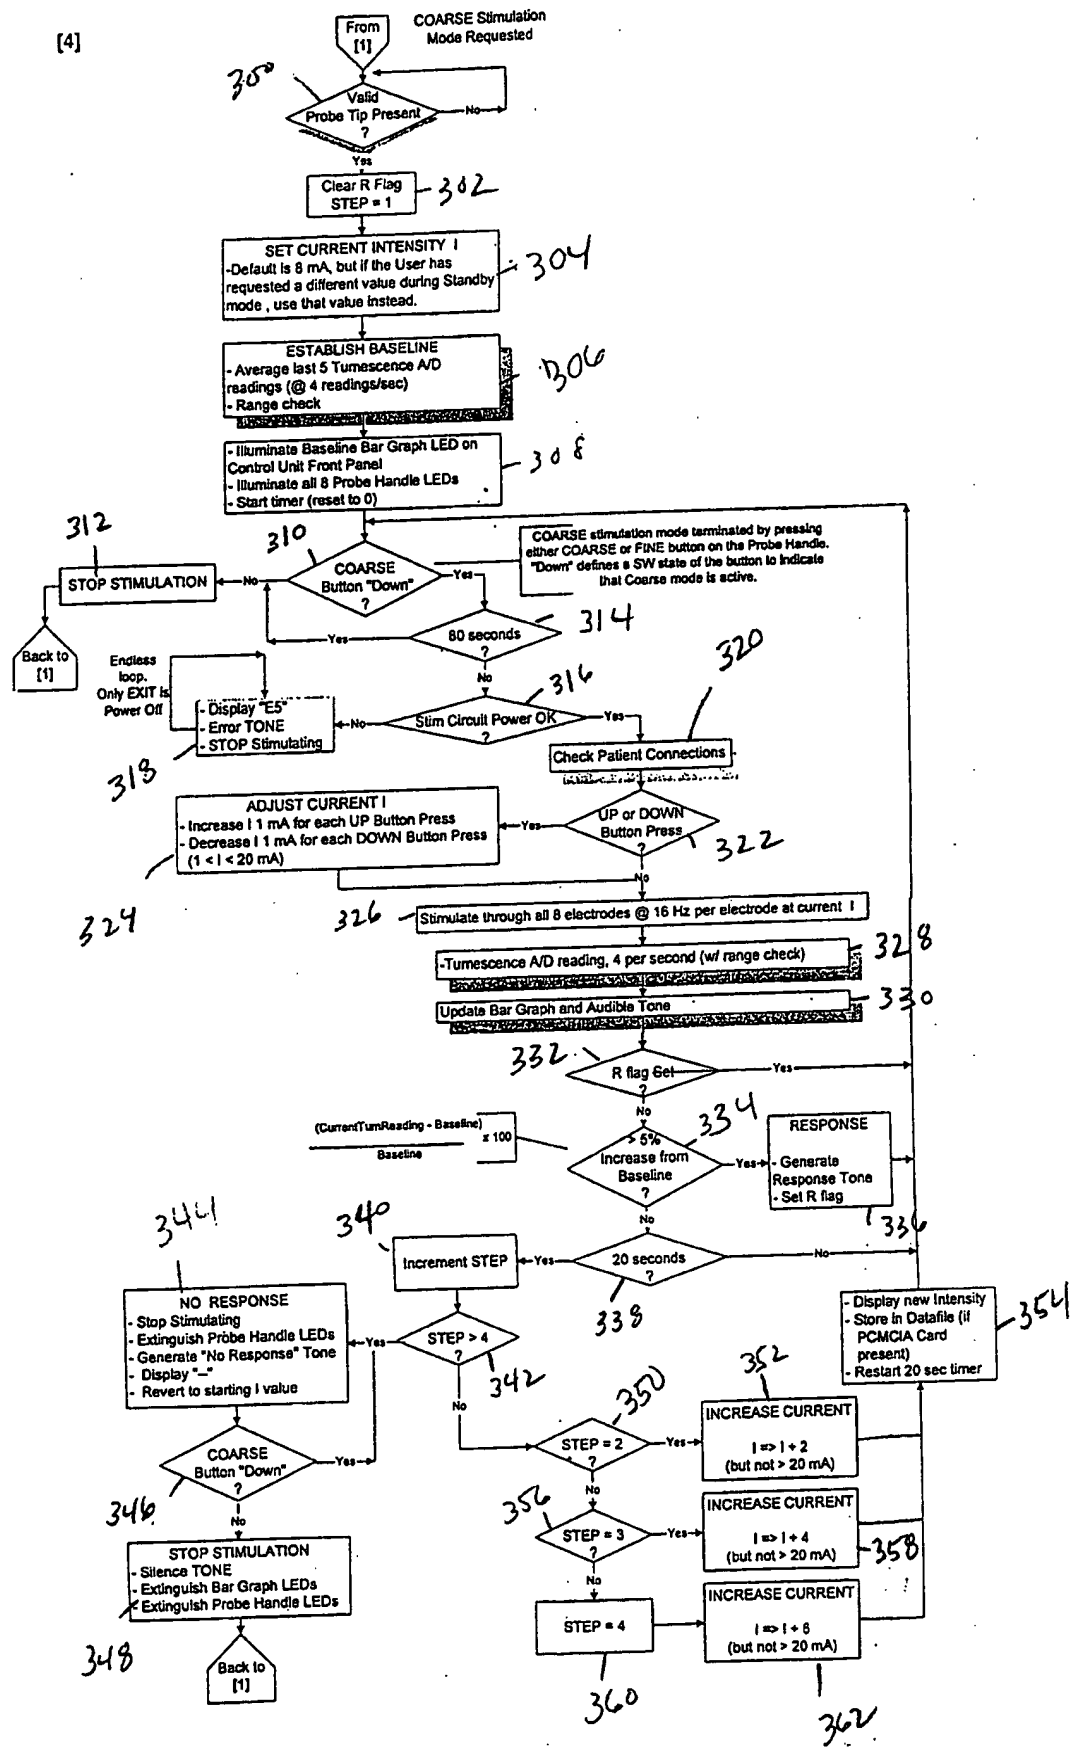 [4]
COARSE Stimulation
Mode Requested
From
[1]
300
Valid
Probe Tip Present
?
No
Yes
Clear R Flag
STEP = 1
302
SET CURRENT INTENSITY I
-Default is 8 mA, but if the User has
requested a different value during Standby
mode , use that value instead.
304
ESTABLISH BASELINE
- Average last 5 Tumescence A/D
readings (@ 4 readings/sec)
- Range check
306
- Illuminate Baseline Bar Graph LED on
Control Unit Front Panel
- Illuminate all 8 Probe Handle LEDs
- Start timer (reset to 0)
308
312
310
COARSE stimulation mode terminated by pressing
either COARSE or FINE button on the Probe Handle.
"Down" defines a SW state of the button to indicate
that Coarse mode is active.
STOP STIMULATION
No
COARSE
Button "Down"
?
Yes
Back to
[1]
Yes
80 seconds
?
314
No
320
Endless
loop.
Only EXIT is
Power Off
- Display "E5"
- Error TONE
- STOP Stimulating
318
No
Stim Circuit Power OK
?
316
Yes
Check Patient Connections
ADJUST CURRENT I
- Increase I 1 mA for each UP Button Press
- Decrease I 1 mA for each DOWN Button Press
(1 < I < 20 mA)
324
Yes
UP or DOWN
Button Press
?
322
No
326
Stimulate through all 8 electrodes @ 16 Hz per electrode at current I
-Tumescence A/D reading, 4 per second (w/ range check)
328
Update Bar Graph and Audible Tone
330
332
R flag Set
?
Yes
No
(CurrentTumReading - Baseline)
Baseline
x 100
> 5%
Increase from
Baseline
?
334
Yes
RESPONSE
- Generate
Response Tone
- Set R flag
336
No
344
340
Increment STEP
Yes
20 seconds
?
No
338
NO RESPONSE
- Stop Stimulating
- Extinguish Probe Handle LEDs
- Generate "No Response" Tone
- Display "--"
- Revert to starting I value
Yes
STEP > 4
?
342
No
- Display new Intensity
- Store in Datafile (if
PCMCIA Card
present)
- Restart 20 sec timer
354
COARSE
Button "Down"
?
Yes
346
No
350
STEP = 2
?
Yes
352
INCREASE CURRENT
I => I + 2
(but not > 20 mA)
No
356
STEP = 3
?
Yes
INCREASE CURRENT
I => I + 4
(but not > 20 mA)
358
No
STOP STIMULATION
- Silence TONE
- Extinguish Bar Graph LEDs
- Extinguish Probe Handle LEDs
348
Back to
[1]
STEP = 4
360
INCREASE CURRENT
I => I + 6
(but not > 20 mA)
362